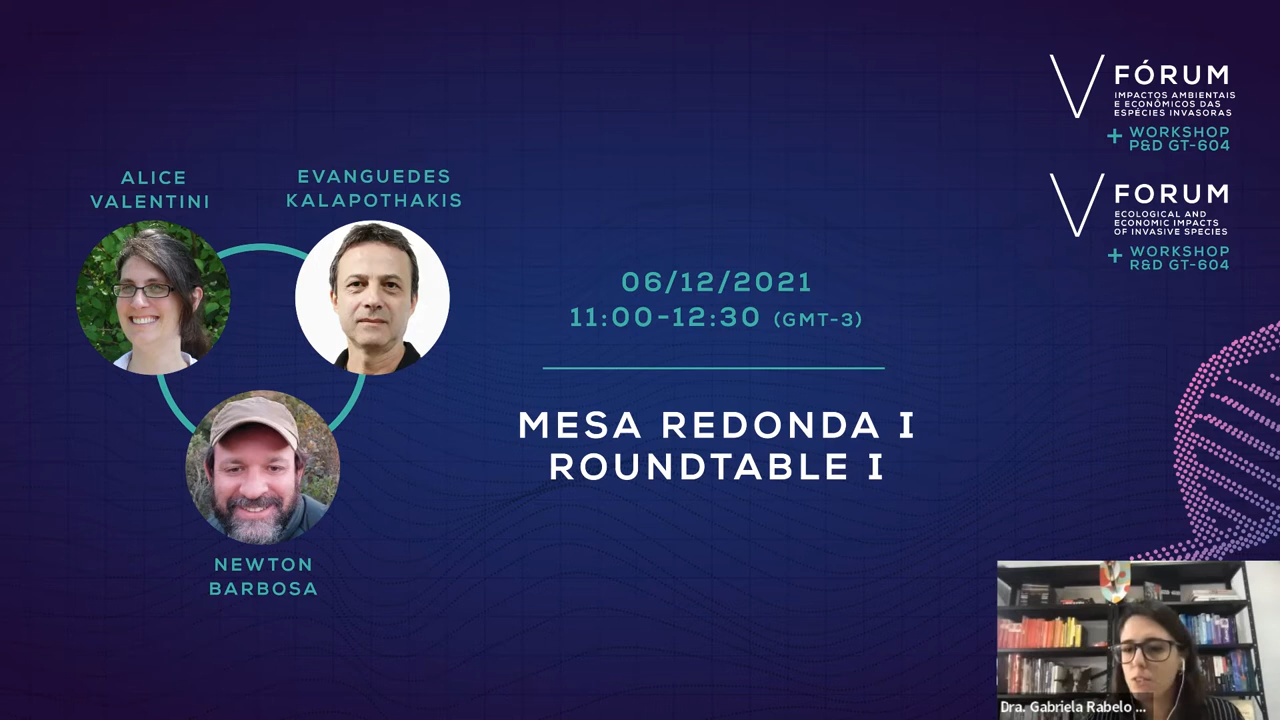 V FÓRUM
IMPACTOS AMBIENTAIS
E ECONÔMICOS DAS
ESPÉCIES INVASORAS
+ WORKSHOP
P&D GT-604
V FORUM
ECOLOGICAL AND
ECONOMIC IMPACTS
OF INVASIVE SPECIES
+ WORKSHOP
R&D GT-604
ALICE
VALENTINI
EVANGUEDES
KALAPOTHAKIS
NEWTON
BARBOSA
06/12/2021
11:00-12:30 (GMT-3)
MESA REDONDA I
ROUNDTABLE I
Dra. Gabriela Rabelo ...